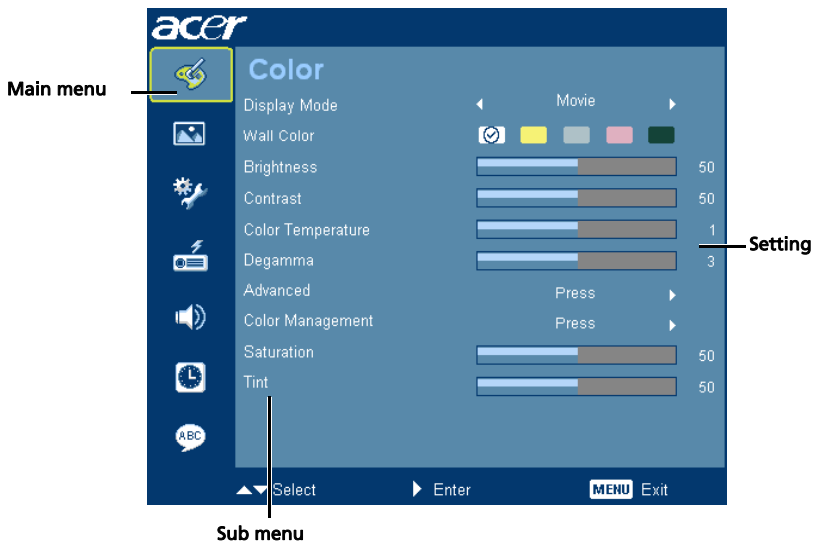 acer
Main menu
Color
Display Mode Movie
Wall Color
Brightness 50
Contrast 50
Color Temperature 1
Setting
Degamma 3
Advanced Press
Color Management Press
Saturation 50
Tint 50
ABC
Select Enter MENU Exit
Sub menu